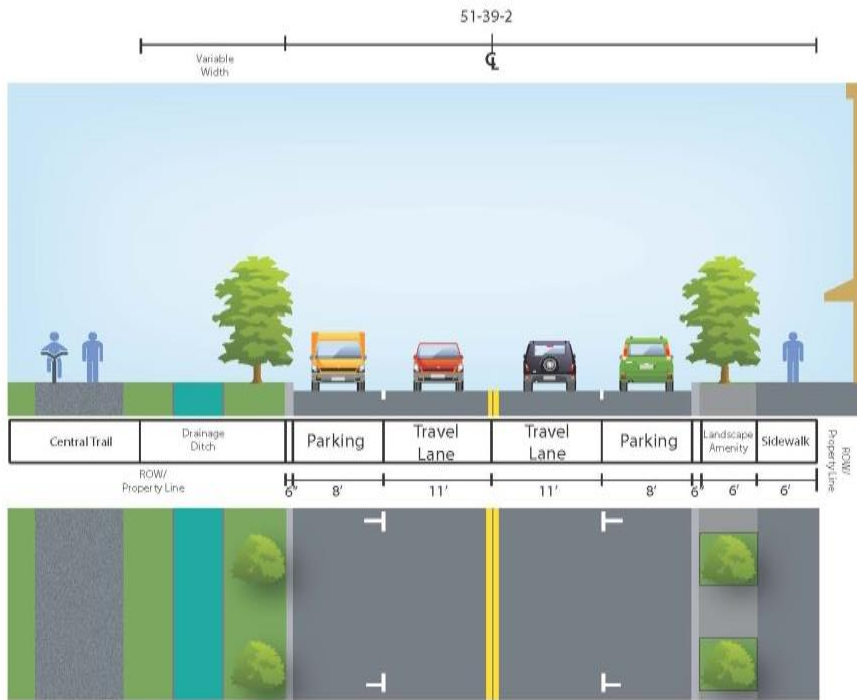 51-39-2
Variable
Width
℄
Central Trail
Drainage
Ditch
Parking
Travel
Lane
Travel
Lane
Parking
Landscape
Amenity
Sidewalk
ROW/
Property Line
ROW/
Property Line
6"
8'
11'
11'
8'
6"
6'
6'